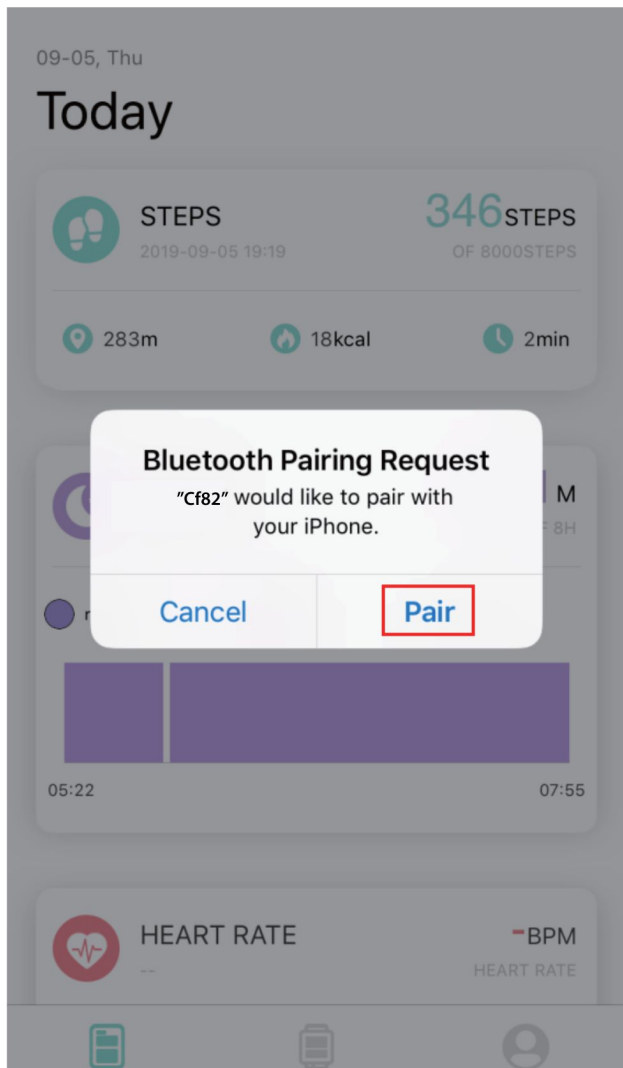 09-05, Thu
Today
STEPS
346STEPS
2019-09-05 19:19
OF 8000STEPS
283m
18kcal
2min
Bluetooth Pairing Request
"Cf82" would like to pair with
your iPhone.
M
8H
Cancel
Pair
05:22
07:55
HEART RATE
-BPM
--
HEART RATE